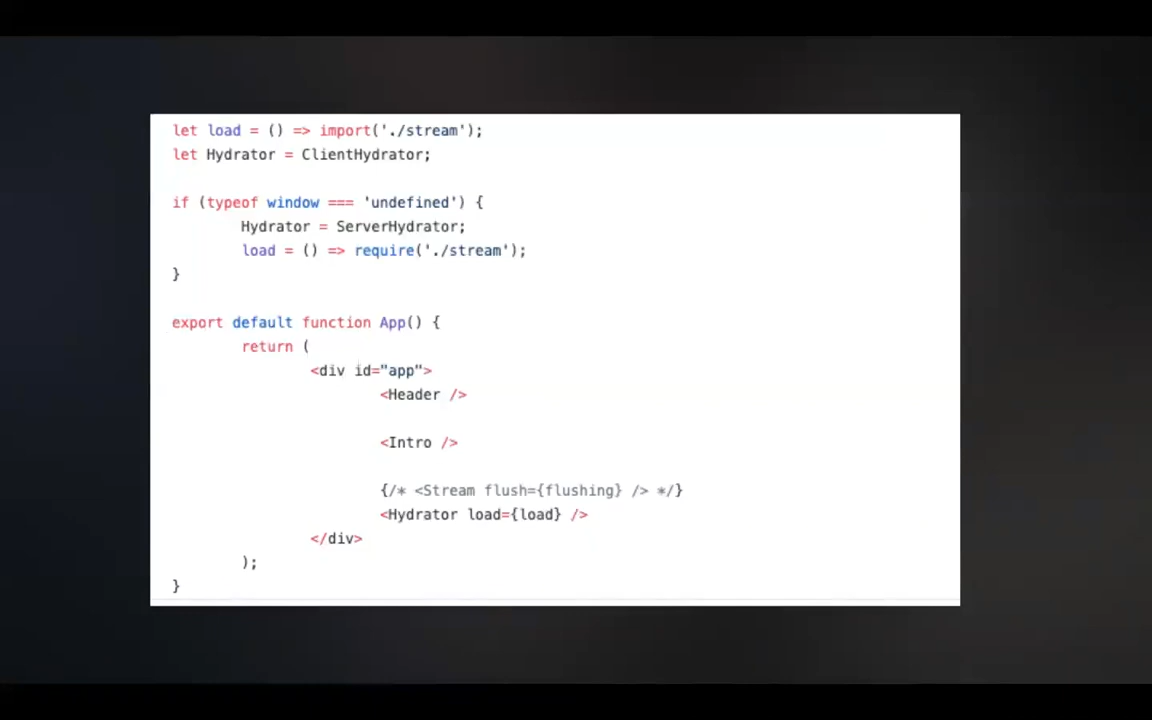 let load = () => import('./stream');
let Hydrator = ClientHydrator;
if (typeof window === 'undefined') {
Hydrator = ServerHydrator;
load = () => require('./stream');
}
export default function App() {
return (
<div id="app">
<Header />
<Intro />
{/* <Stream flush={flushing} /> */}
<Hydrator load={load} />
</div>
);
}